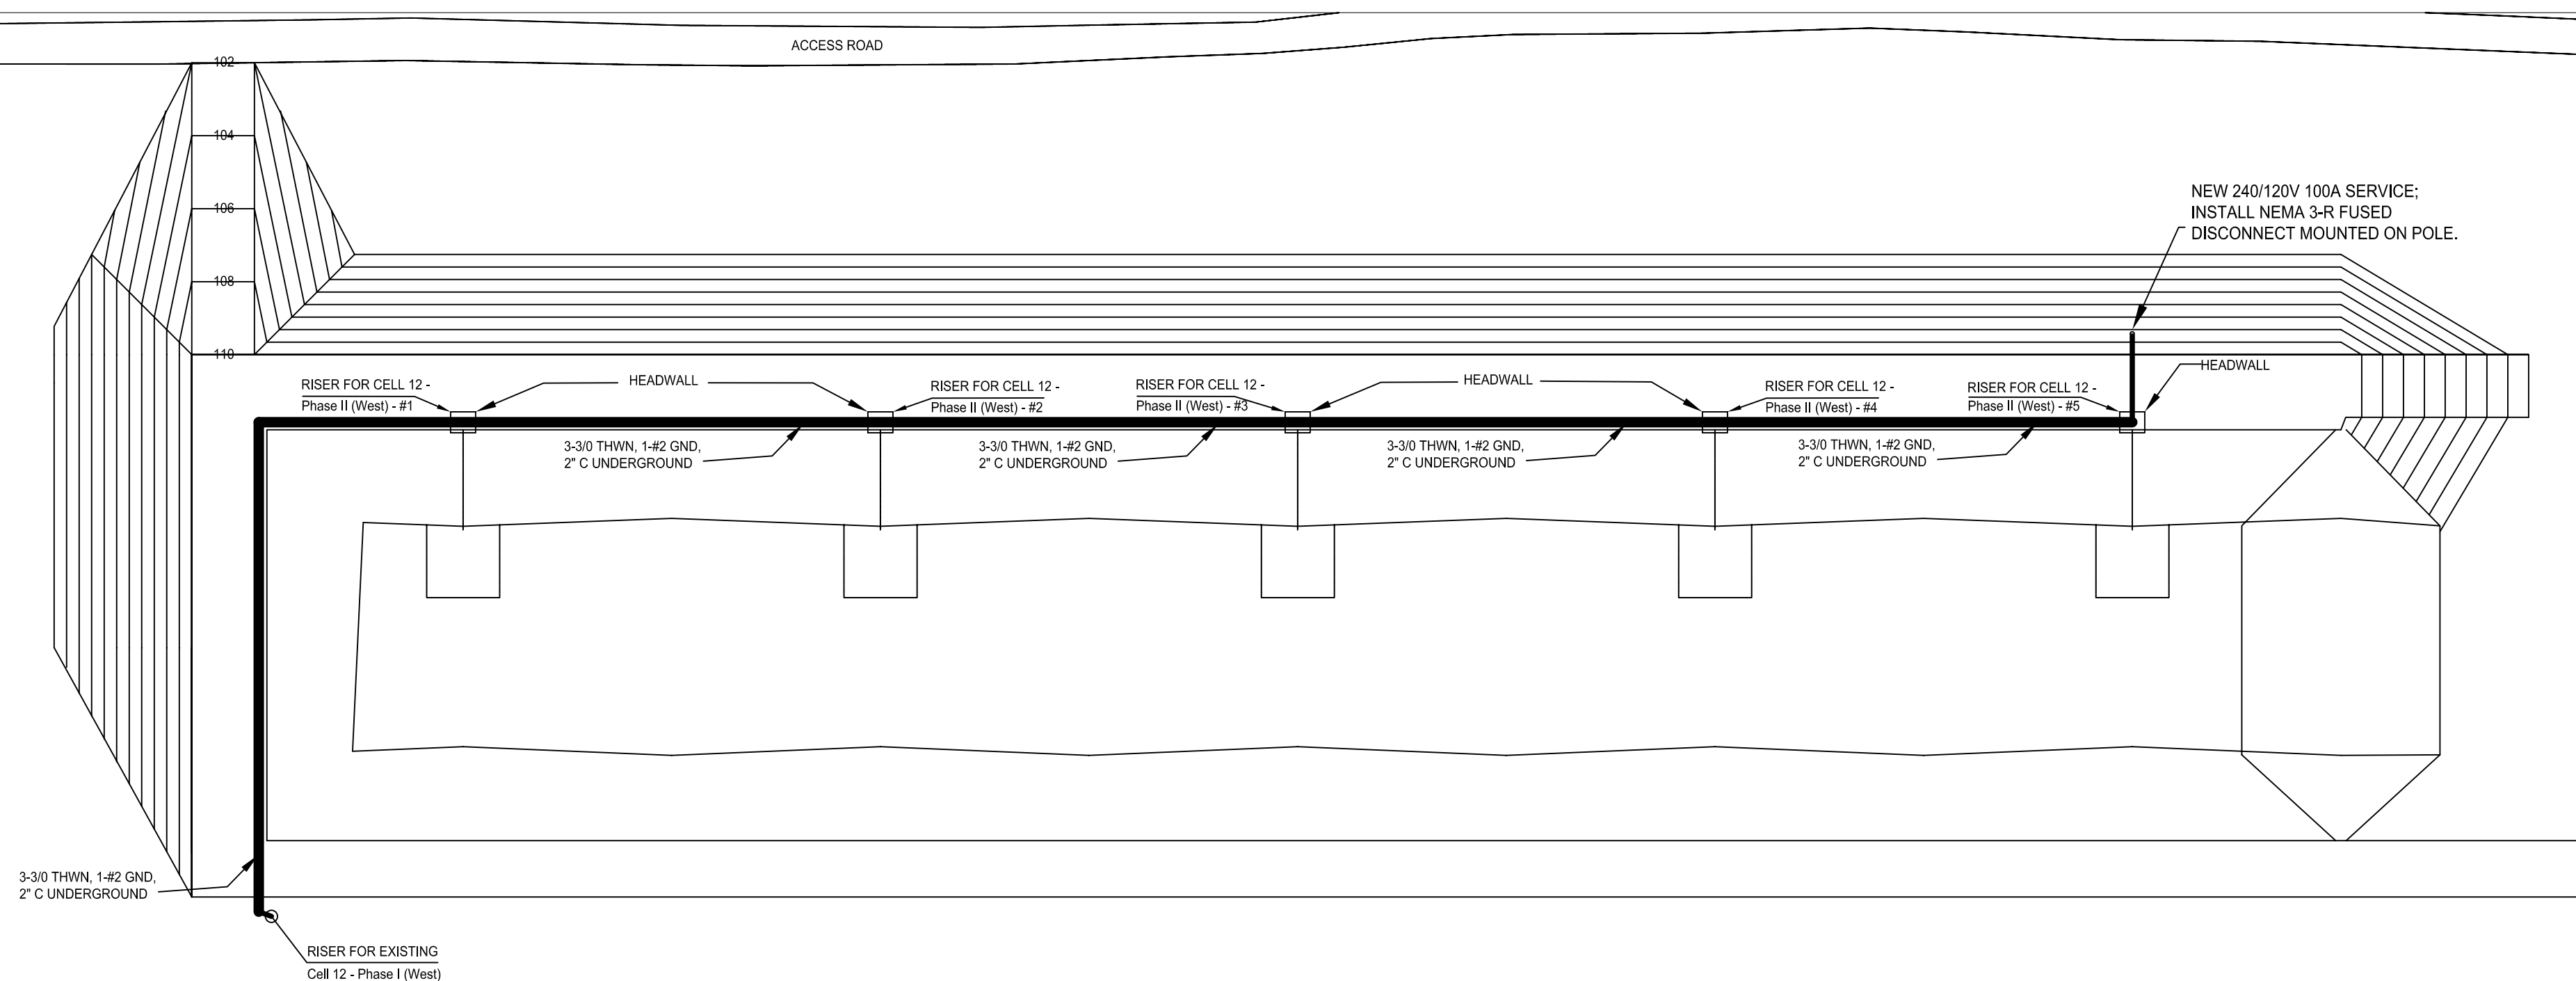 ACCESS ROAD
102
104
106
108
110
NEW 240/120V 100A SERVICE;
INSTALL NEMA 3-R FUSED
DISCONNECT MOUNTED ON POLE.
RISER FOR CELL 12 -
Phase II (West) - #1
HEADWALL
RISER FOR CELL 12 -
Phase II (West) - #2
RISER FOR CELL 12 -
Phase II (West) - #3
HEADWALL
RISER FOR CELL 12 -
Phase II (West) - #4
RISER FOR CELL 12 -
Phase II (West) - #5
HEADWALL
3-3/0 THWN, 1-#2 GND,
2" C UNDERGROUND
3-3/0 THWN, 1-#2 GND,
2" C UNDERGROUND
3-3/0 THWN, 1-#2 GND,
2" C UNDERGROUND
3-3/0 THWN, 1-#2 GND,
2" C UNDERGROUND
3-3/0 THWN, 1-#2 GND,
2" C UNDERGROUND
RISER FOR EXISTING
Cell 12 - Phase I (West)